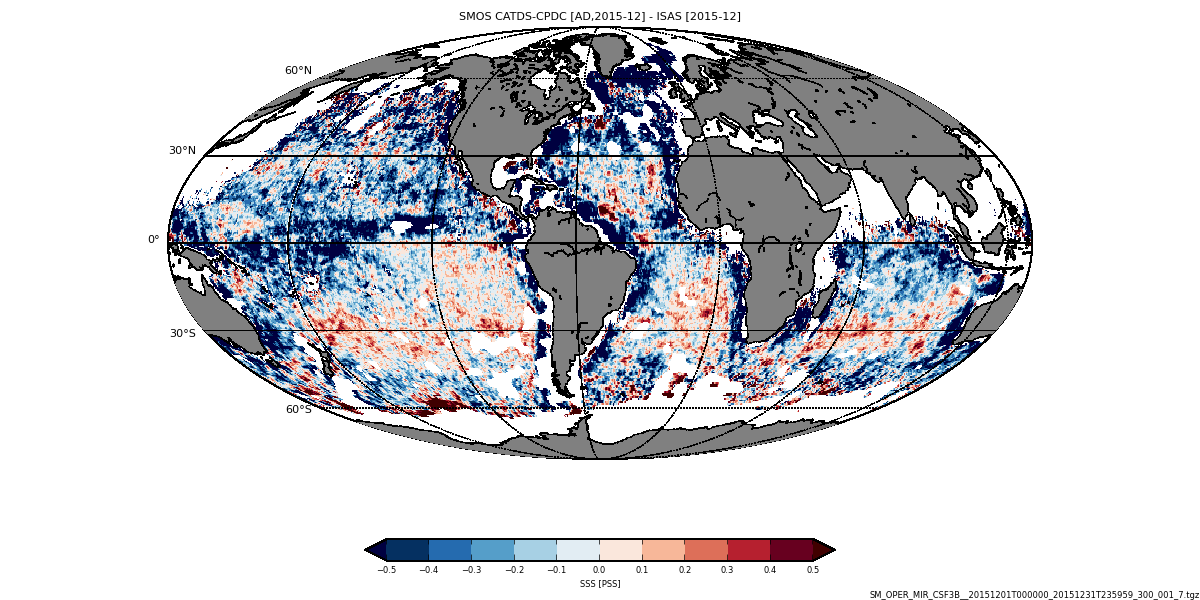 SMOS CATDS-CPDC [AD,2015-12] - ISAS [2015-12]
60°N
30°N
0°
30°S
60°S
−0.5 −0.4 −0.3 −0.2 −0.1 0.0 0.1 0.2 0.3 0.4 0.5
SSS [PSS]
SM_OPER_MIR_CSF3B__20151201T000000_20151231T235959_300_001_7.tgz